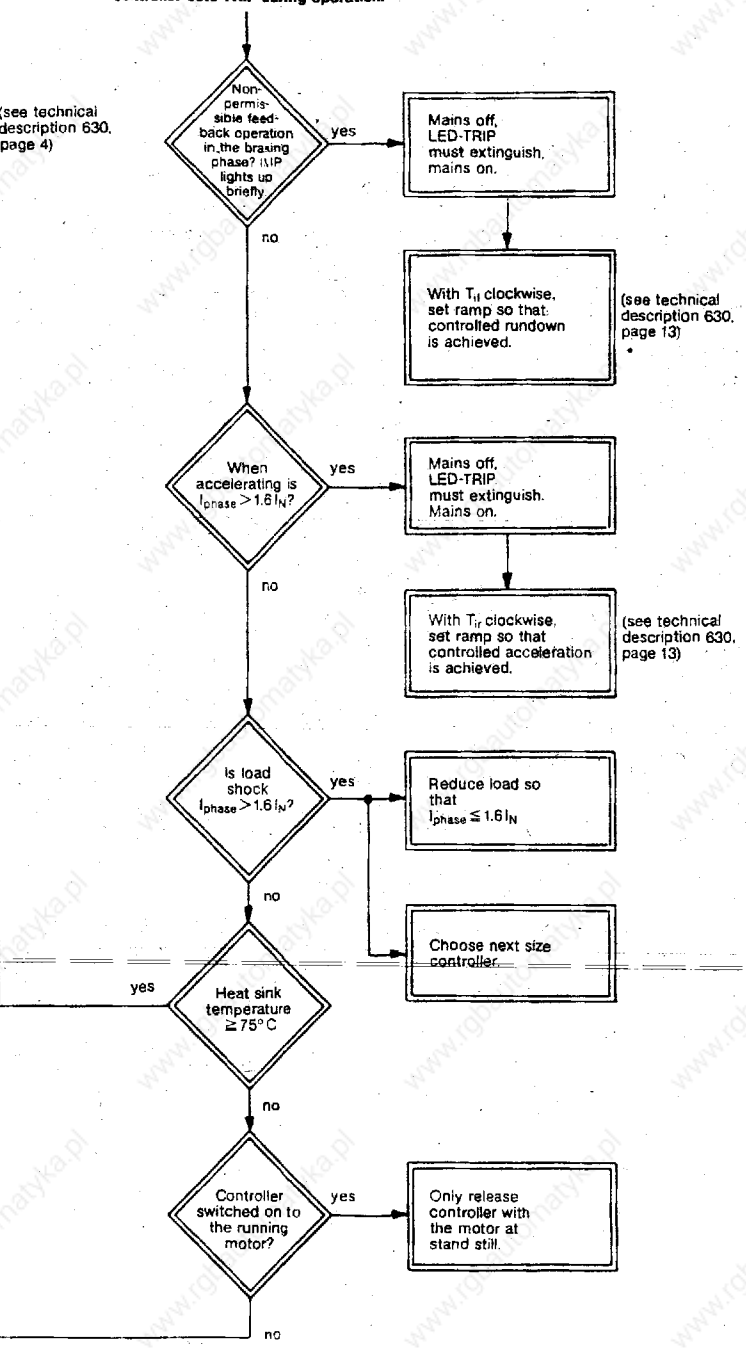 during operation.
(see technical
description 630,
page 4)
Non-
permis-
sible feed-
back operation
in the braxing
phase?
lights up
briefly.
yes
Mains off,
LED-TRIP
must extinguish,
mains on.
no
With T_il clockwise,
set ramp so that
controlled rundown
is achieved.
(see technical
description 630,
page 13)
When
accelerating is
I_phase > 1.6 I_N?
yes
Mains off,
LED-TRIP
must extinguish.
Mains on.
no
With T_ir clockwise,
set ramp so that
controlled acceleration
is achieved.
(see technical
description 630,
page 13)
Is load
shock
I_phase > 1.6 I_N?
yes
Reduce load so
that
I_phase ≦ 1.6 I_N
no
Choose next size
controller.
yes
Heat sink
temperature
≧ 75° C
no
Controller
switched on to
the running
motor?
yes
Only release
controller with
the motor at
stand still.
no
www.rgbautomatyka.pl